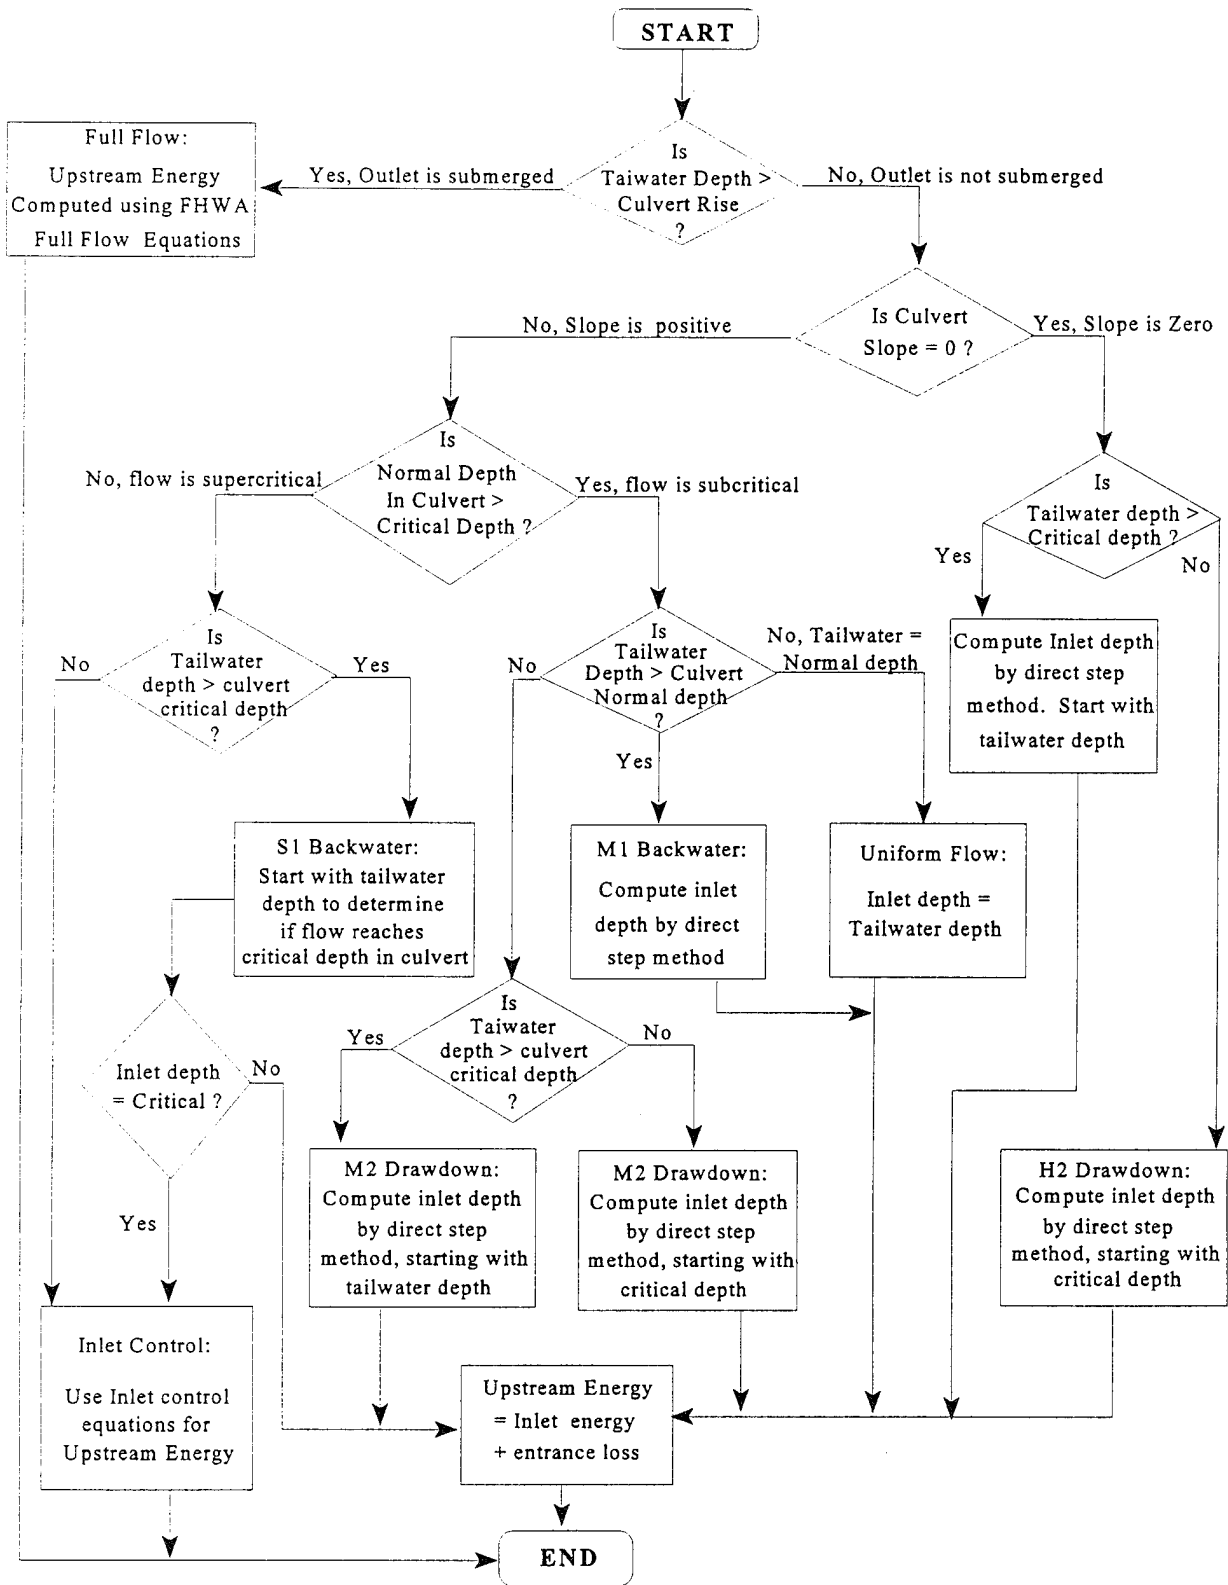 START
Full Flow:
Upstream Energy
Computed using FHWA
Full Flow Equations
Yes, Outlet is submerged
Is
Taiwater Depth >
Culvert Rise
?
No, Outlet is not submerged
No, Slope is positive
Is Culvert
Slope = 0 ?
Yes, Slope is Zero
No, flow is supercritical
Is
Normal Depth
In Culvert >
Critical Depth ?
Yes, flow is subcritical
Is
Tailwater depth >
Critical depth ?
Yes
No
No
Is
Tailwater
depth > culvert
critical depth
?
Yes
No
Is
Tailwater
Depth > Culvert
Normal depth
?
No, Tailwater =
Normal depth
Yes
Compute Inlet depth
by direct step
method. Start with
tailwater depth
S1 Backwater:
Start with tailwater
depth to determine
if flow reaches
critical depth in culvert
M1 Backwater:
Compute inlet
depth by direct
step method
Uniform Flow:
Inlet depth =
Tailwater depth
Inlet depth
= Critical ?
No
Yes
Yes
Is
Taiwater
depth > culvert
critical depth
?
No
M2 Drawdown:
Compute inlet depth
by direct step
method, starting with
tailwater depth
M2 Drawdown:
Compute inlet depth
by direct step
method, starting with
critical depth
H2 Drawdown:
Compute inlet depth
by direct step
method, starting with
critical depth
Inlet Control:
Use Inlet control
equations for
Upstream Energy
Upstream Energy
= Inlet energy
+ entrance loss
END